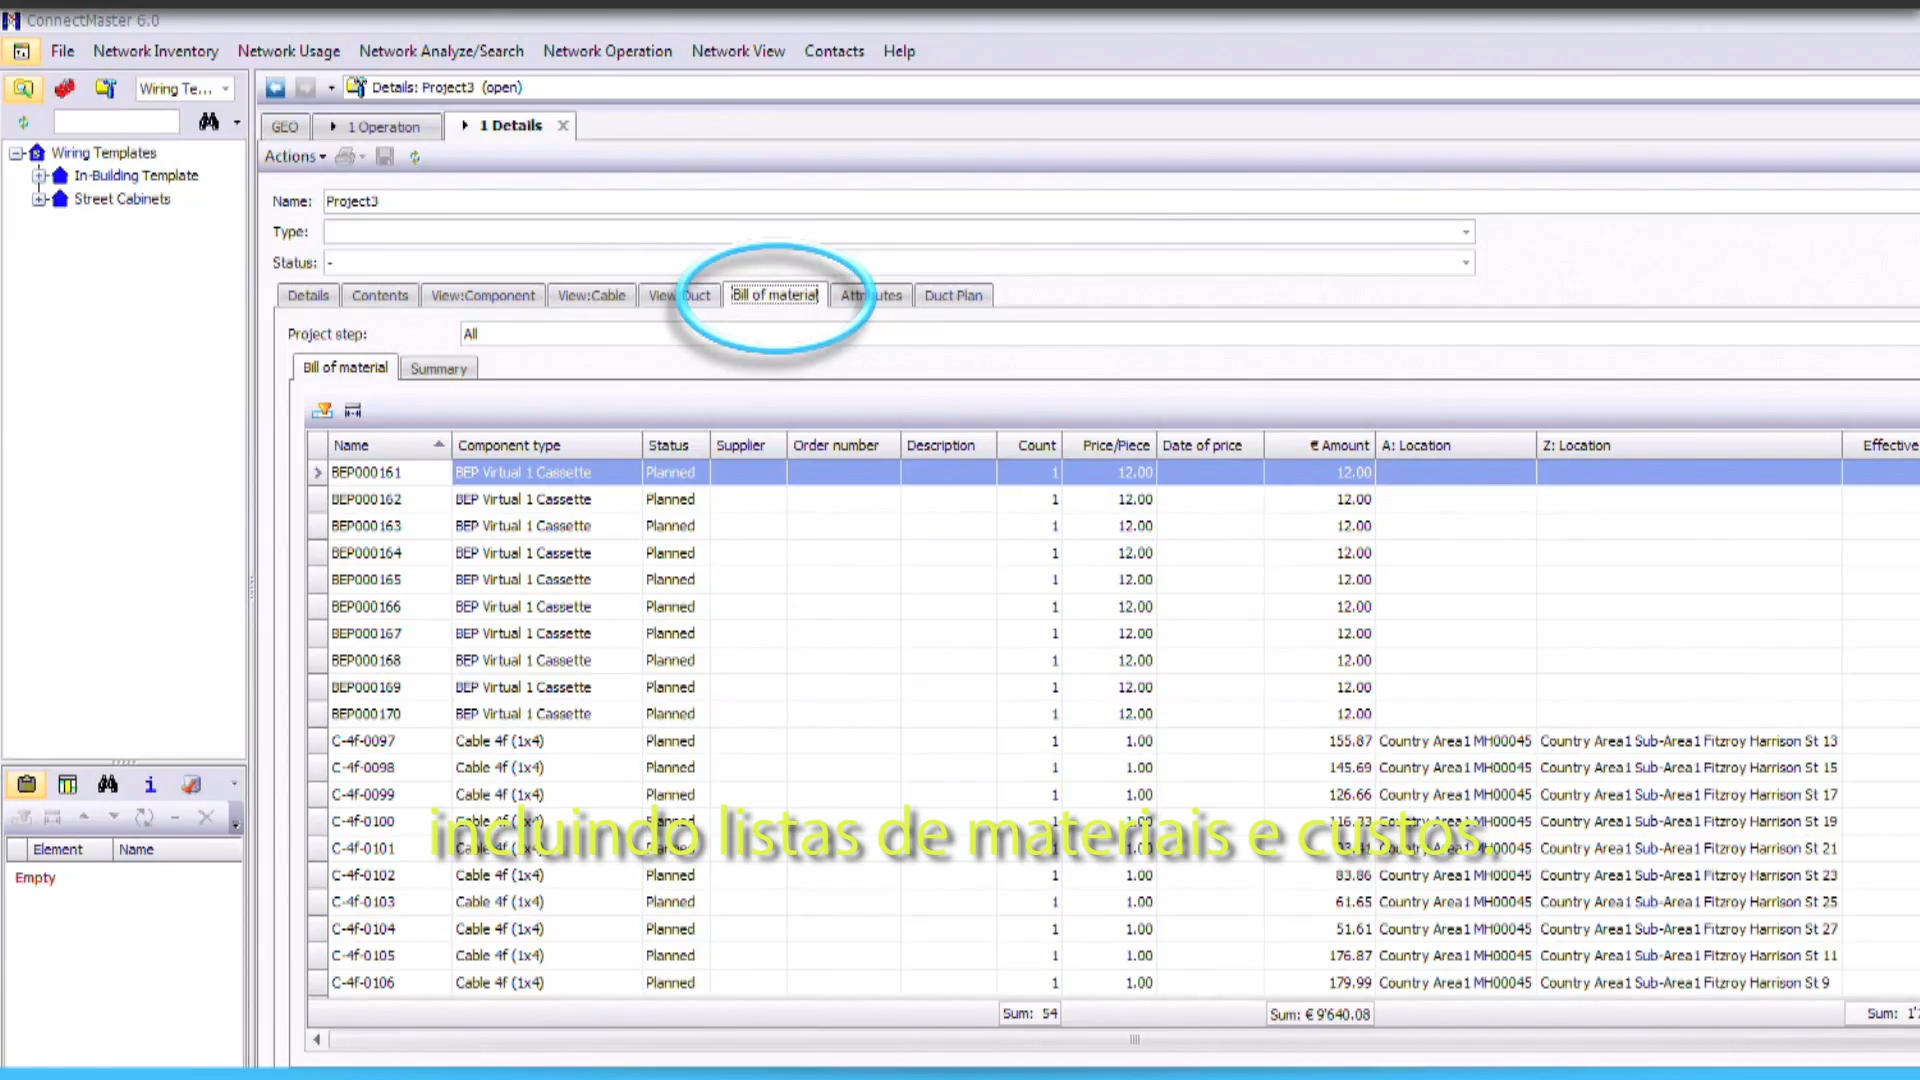 ConnectMaster 6.0
File Network Inventory Network Usage Network Analyze/Search Network Operation Network View Contacts Help
Wiring Te... Details: Project3 (open)
GEO 1 Operation 1 Details
Actions
Wiring Templates
In-Building Template
Street Cabinets
Name: Project3
Type:
Status: -
Details Contents View:Component View:Cable View:Duct Bill of material Attributes Duct Plan
Project step: All
Bill of material Summary
Name Component type Status Supplier Order number Description Count Price/Piece Date of price € Amount A: Location Z: Location Effective
BEP000161 BEP Virtual 1 Cassette Planned 1 12.00 12.00
BEP000162 BEP Virtual 1 Cassette Planned 1 12.00 12.00
BEP000163 BEP Virtual 1 Cassette Planned 1 12.00 12.00
BEP000164 BEP Virtual 1 Cassette Planned 1 12.00 12.00
BEP000165 BEP Virtual 1 Cassette Planned 1 12.00 12.00
BEP000166 BEP Virtual 1 Cassette Planned 1 12.00 12.00
BEP000167 BEP Virtual 1 Cassette Planned 1 12.00 12.00
BEP000168 BEP Virtual 1 Cassette Planned 1 12.00 12.00
BEP000169 BEP Virtual 1 Cassette Planned 1 12.00 12.00
BEP000170 BEP Virtual 1 Cassette Planned 1 12.00 12.00
C-4f-0097 Cable 4f (1x4) Planned 1 1.00 155.87 Country Area1 MH00045 Country Area1 Sub-Area1 Fitzroy Harrison St 13
C-4f-0098 Cable 4f (1x4) Planned 1 1.00 145.69 Country Area1 MH00045 Country Area1 Sub-Area1 Fitzroy Harrison St 15
C-4f-0099 Cable 4f (1x4) Planned 1 1.00 126.66 Country Area1 MH00045 Country Area1 Sub-Area1 Fitzroy Harrison St 17
C-4f-0100 Country Area1 Sub-Area1 Fitzroy Harrison St 19
incluindo listas de materiais e custos.
C-4f-0101 Country Area1 Sub-Area1 Fitzroy Harrison St 21
C-4f-0102 Cable 4f (1x4) Planned 1 1.00 83.86 Country Area1 MH00045 Country Area1 Sub-Area1 Fitzroy Harrison St 23
C-4f-0103 Cable 4f (1x4) Planned 1 1.00 61.65 Country Area1 MH00045 Country Area1 Sub-Area1 Fitzroy Harrison St 25
C-4f-0104 Cable 4f (1x4) Planned 1 1.00 51.61 Country Area1 MH00045 Country Area1 Sub-Area1 Fitzroy Harrison St 27
C-4f-0105 Cable 4f (1x4) Planned 1 1.00 176.87 Country Area1 MH00045 Country Area1 Sub-Area1 Fitzroy Harrison St 11
C-4f-0106 Cable 4f (1x4) Planned 1 1.00 179.99 Country Area1 MH00045 Country Area1 Sub-Area1 Fitzroy Harrison St 9
Sum: 54 Sum: € 9'640.08 Sum:
Element Name
Empty